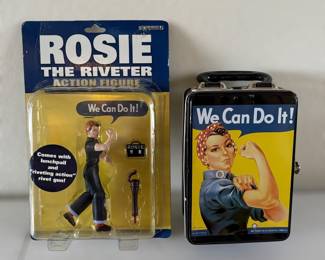 ROSIE
THE RIVETER
ACTION FIGURE
We Can Do It!
ROSIE
Comes with
lunchpail and
"riveting action"
rivet gun!
We Can Do It!